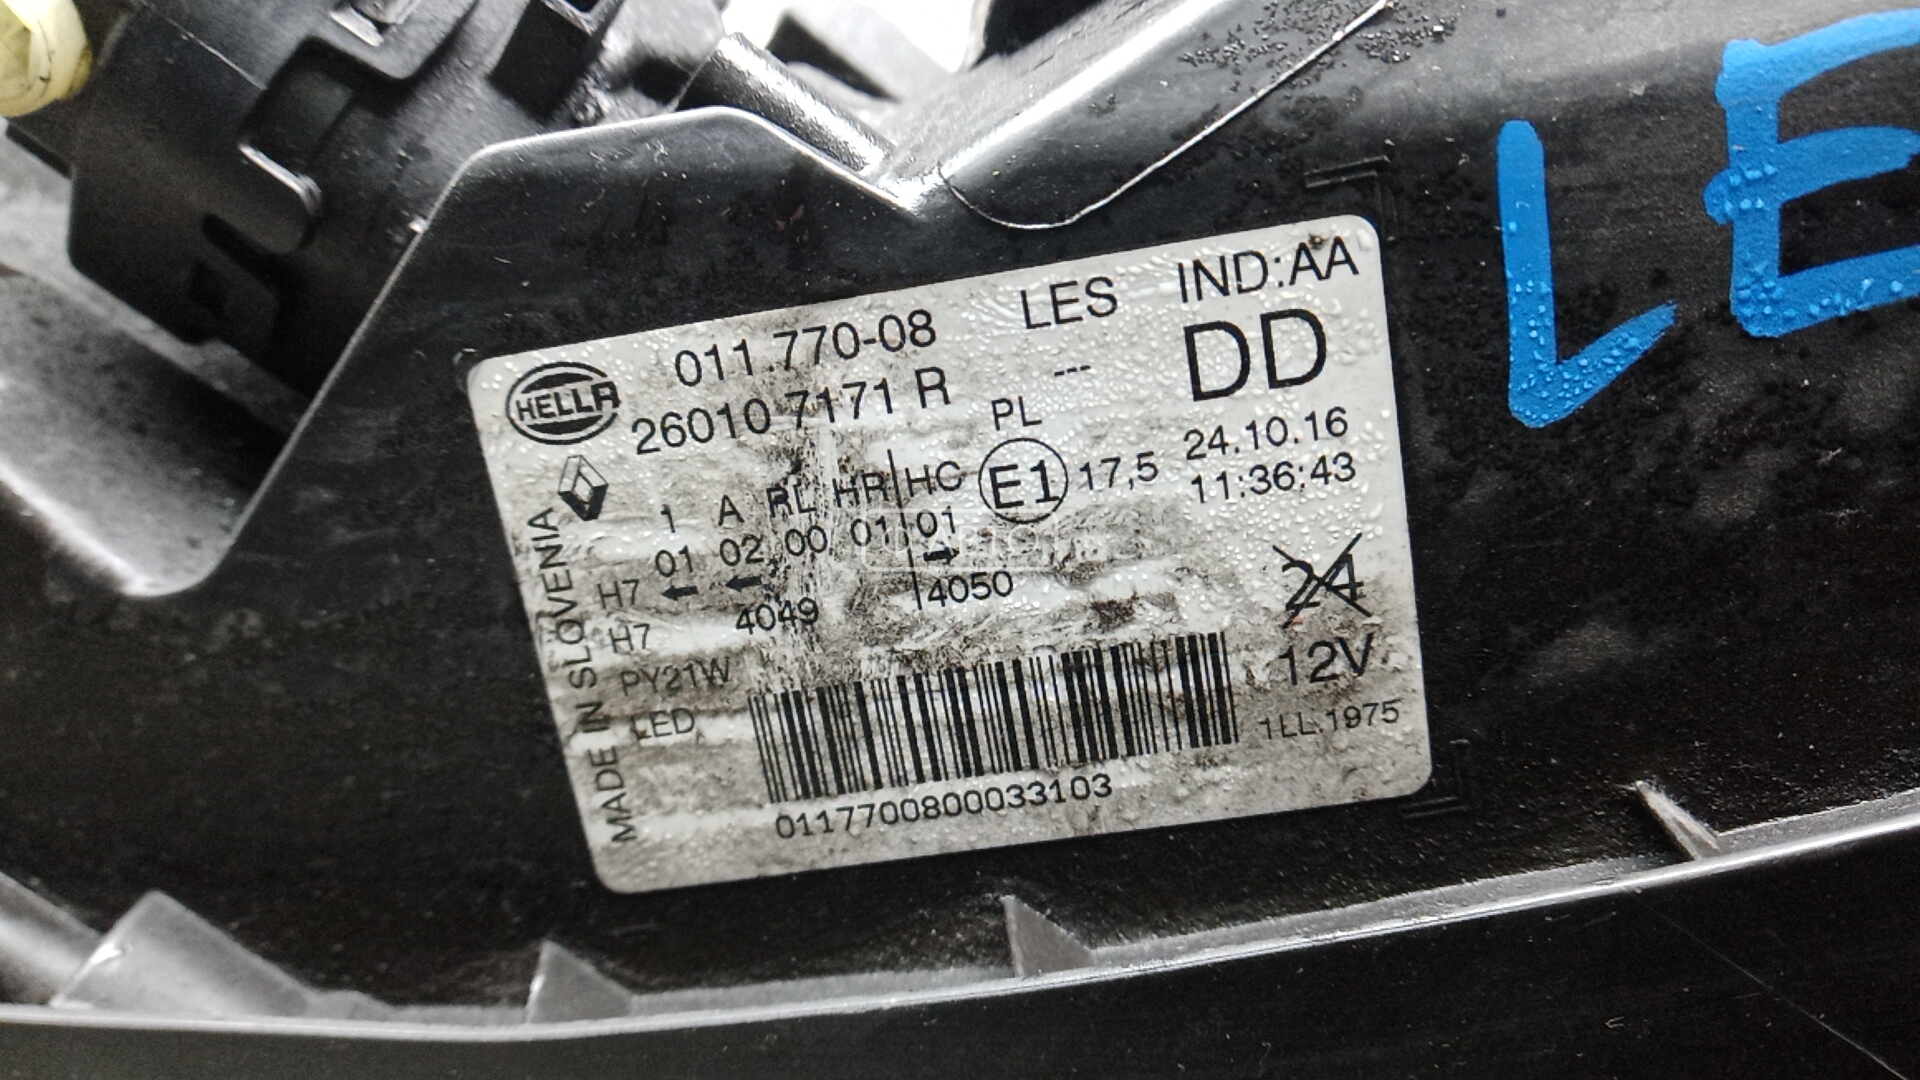 LE
HELLA
011.770-08 LES IND:AA
26010 7171 R --- DD
PL
E1 17,5
24.10.16
11:36:43
1 A RL HR HC
01 02 00 01 01
H7
4049 4050
H7
PY21W
LED
24
12V
1LL.1975
0117700800033103
MADE IN SLOVENIA